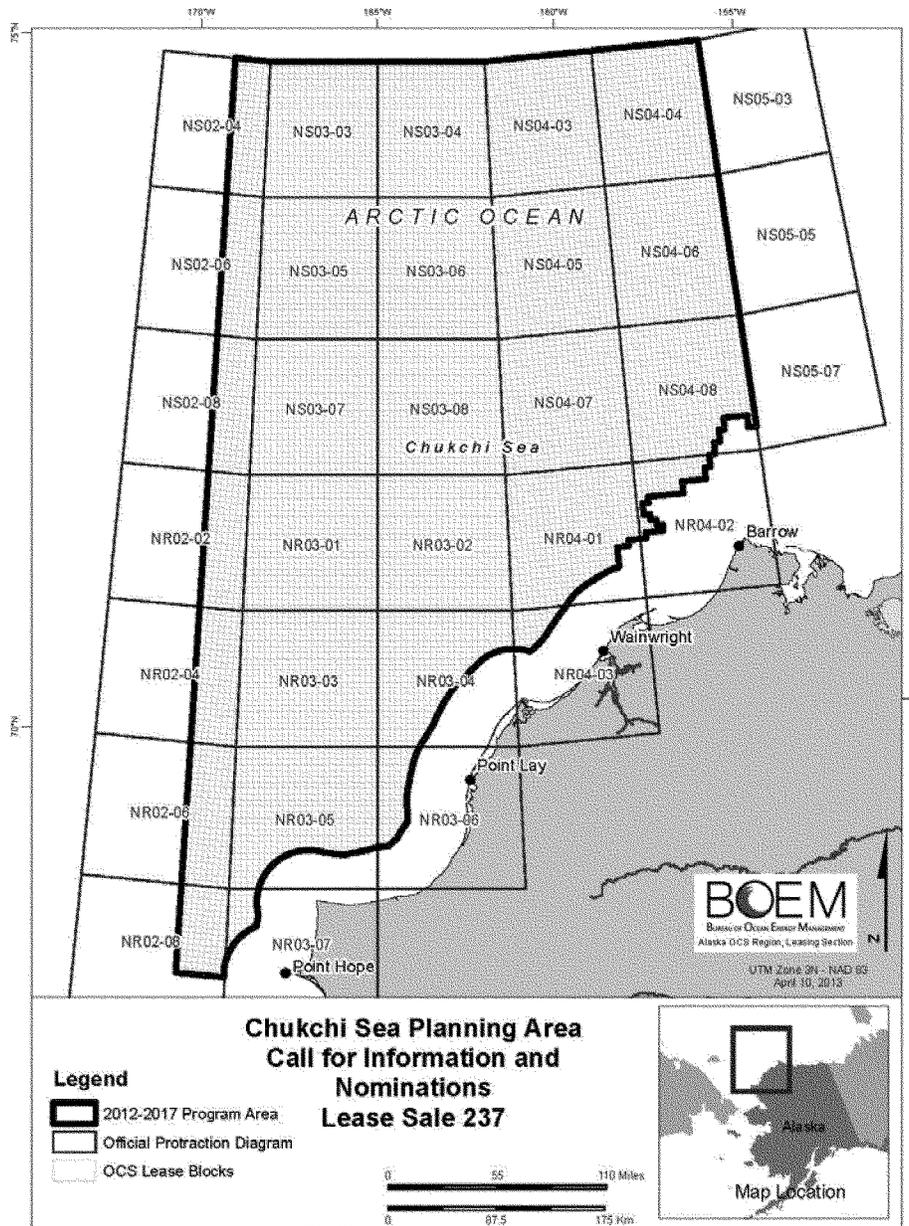 170°W 165°W 160°W 155°W
75°N
NS02-04 NS03-03 NS03-04 NS04-03 NS04-04 NS05-03
ARCTIC OCEAN
NS02-06 NS03-05 NS03-06 NS04-05 NS04-06 NS05-05
NS02-08 NS03-07 NS03-08 NS04-07 NS04-08 NS05-07
Chukchi Sea
NR02-02 NR03-01 NR03-02 NR04-01 NR04-02
Barrow
Wainwright
NR02-04 NR03-03 NR03-04 NR04-03
70°N
Point Lay
NR02-06 NR03-05 NR03-06
NR02-08 NR03-07
Point Hope
BOEM
BUREAU OF OCEAN ENERGY MANAGEMENT
Alaska OCS Region, Leasing Section
N
UTM Zone 3N - NAD 83
April 10, 2013
Chukchi Sea Planning Area
Call for Information and
Nominations
Lease Sale 237
Legend
2012-2017 Program Area
Official Protraction Diagram
OCS Lease Blocks
0 55 110 Miles
0 87.5 175 Km
Alaska
Map Location